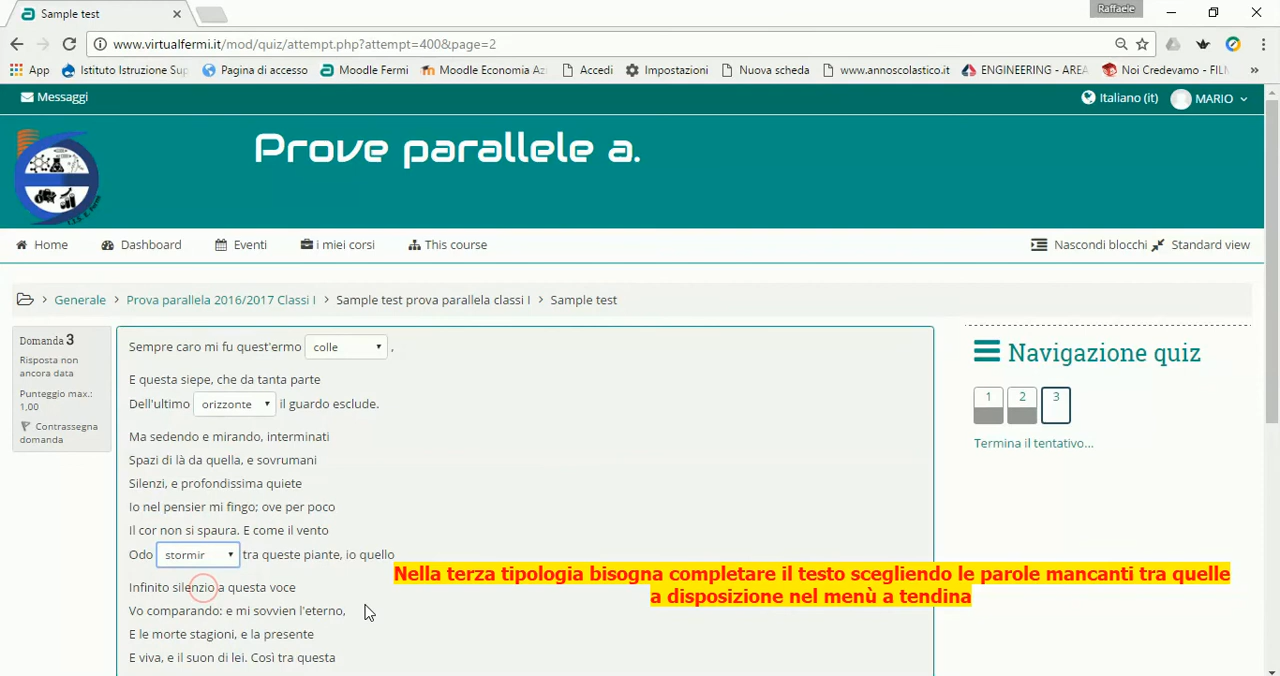 Sample test
Raffaele
www.virtualfermi.it/mod/quiz/attempt.php?attempt=400&page=2
App Istituto Istruzione Sup Pagina di accesso Moodle Fermi Moodle Economia Az Accedi Impostazioni Nuova scheda www.annoscolastico.it ENGINEERING - AREA Noi Credevamo - FILM »
Messaggi
Italiano (it) MARIO
Prove parallele a.
Home Dashboard Eventi i miei corsi This course
Nascondi blocchi Standard view
Generale Prova parallela 2016/2017 Classi I Sample test prova parallela classi I Sample test
Domanda 3
Risposta non
ancora data
Punteggio max.:
1,00
Contrassegna
domanda
Sempre caro mi fu quest'ermo colle ,
E questa siepe, che da tanta parte
Dell'ultimo orizzonte il guardo esclude.
Ma sedendo e mirando, interminati
Spazi di là da quella, e sovrumani
Silenzi, e profondissima quiete
Io nel pensier mi fingo; ove per poco
Il cor non si spaura. E come il vento
Odo stormir tra queste piante, io quello
Infinito silenzio a questa voce
Vo comparando: e mi sovvien l'eterno,
E le morte stagioni, e la presente
E viva, e il suon di lei. Così tra questa
Navigazione quiz
1 2 3
Termina il tentativo...
Nella terza tipologia bisogna completare il testo scegliendo le parole mancanti tra quelle
a disposizione nel menù a tendina